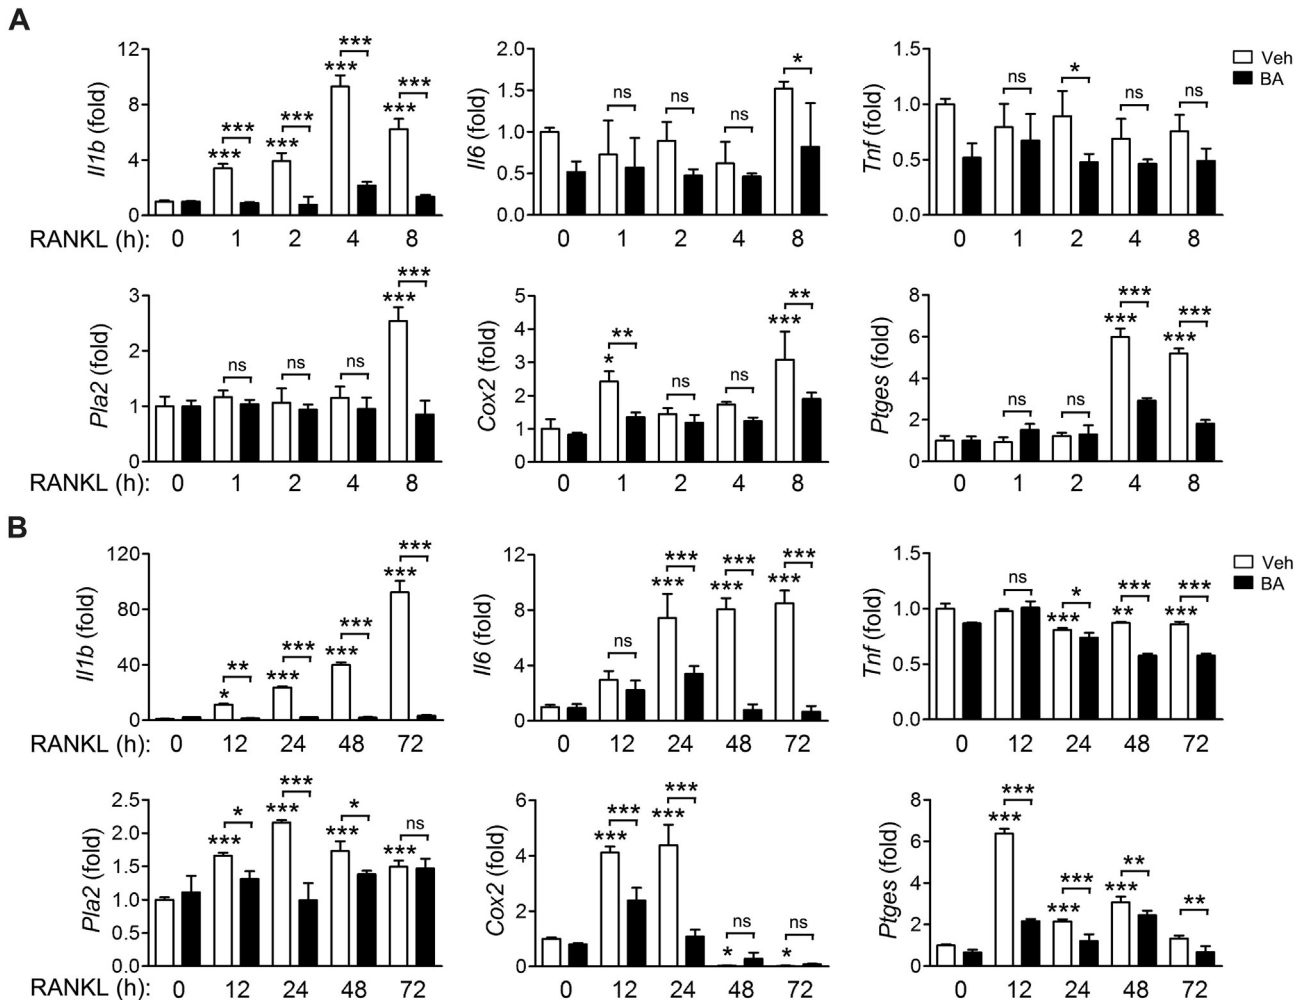 A
Il1b (fold)
12
8
4
0
***
***
***
***
***
***
***
***
RANKL (h): 0 1 2 4 8
Il6 (fold)
2.0
1.5
1.0
0.5
0.0
ns
ns
ns
*
0 1 2 4 8
Tnf (fold)
1.5
1.0
0.5
0.0
ns
*
ns
ns
0 1 2 4 8
Veh
BA
Pla2 (fold)
3
2
1
0
ns
ns
ns
***
***
RANKL (h): 0 1 2 4 8
Cox2 (fold)
5
4
3
2
1
0
**
*
ns
ns
**
***
0 1 2 4 8
Ptges (fold)
8
6
4
2
0
ns
ns
***
***
***
***
0 1 2 4 8
B
Il1b (fold)
120
80
40
0
**
*
***
***
***
***
***
***
RANKL (h): 0 12 24 48 72
Il6 (fold)
12
8
4
0
ns
***
***
***
***
***
***
0 12 24 48 72
Tnf (fold)
1.5
1.0
0.5
0.0
ns
*
***
***
**
***
***
0 12 24 48 72
Veh
BA
Pla2 (fold)
2.5
2.0
1.5
1.0
0.5
0.0
*
***
***
***
*
***
ns
***
RANKL (h): 0 12 24 48 72
Cox2 (fold)
6
4
2
0
***
***
***
***
ns
*
ns
*
0 12 24 48 72
Ptges (fold)
8
6
4
2
0
***
***
***
***
**
***
**
0 12 24 48 72